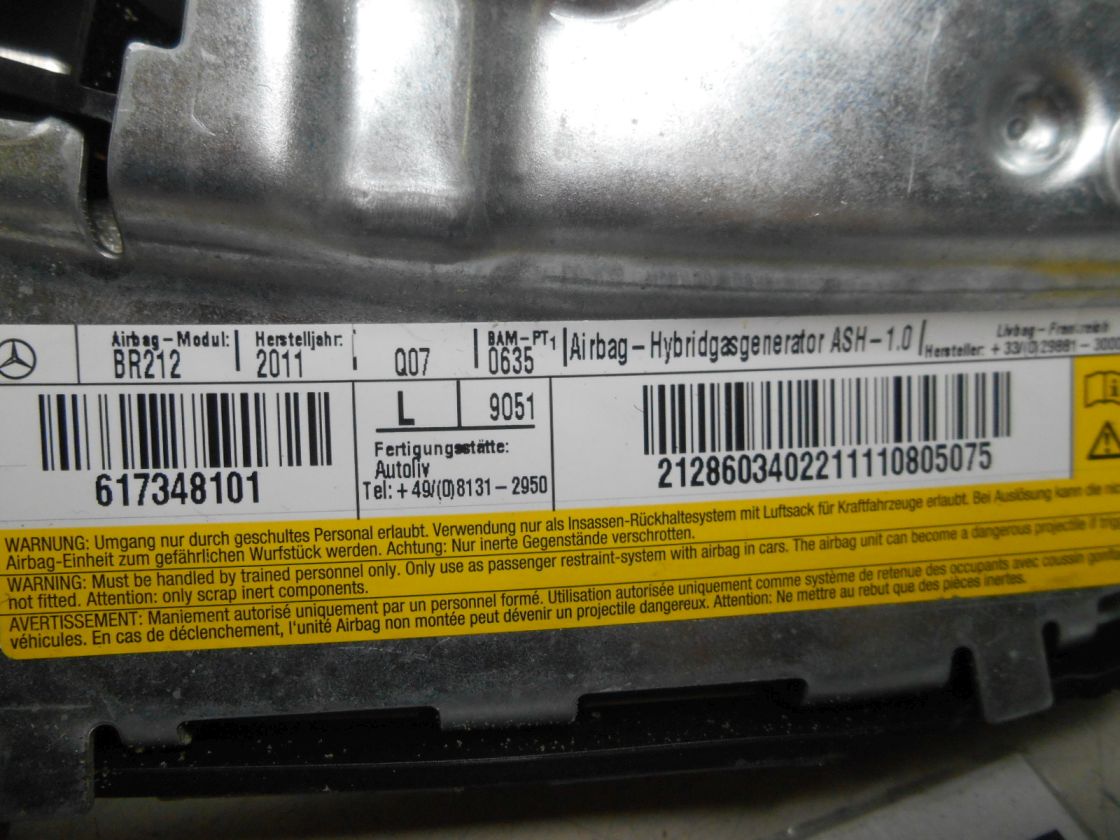 Airbag-Modul: Herstelljahr: BAM-PT1 Airbag-Hybridgasgenerator ASH-1.0
BR212 2011 Q07 0635 Hersteller: +33/(0)29881-3000
L 9051
Fertigungsstätte:
Autoliv
Tel: +49/(0)8131-2950
617348101
2128603402211110805075
WARNUNG: Umgang nur durch geschultes Personal erlaubt. Verwendung nur als Insassen-Rückhaltesystem mit Luftsack für Kraftfahrzeuge erlaubt. Bei Auslösung kann die
Airbag-Einheit zum gefährlichen Wurfstück werden. Achtung: Nur inerte Gegenstände verschrotten.
WARNING: Must be handled by trained personnel only. Only use as passenger restraint-system with airbag in cars. The airbag unit can become a dangerous projectile if
not fitted. Attention: only scrap inert components.
AVERTISSEMENT: Maniement autorisé uniquement par un personnel formé. Utilisation autorisée uniquement comme système de retenue des occupants avec coussin
véhicules. En cas de déclenchement, l'unité Airbag non montée peut dévenir un projectile dangereux. Attention: Ne mettre au rebut que des pièces inertes.